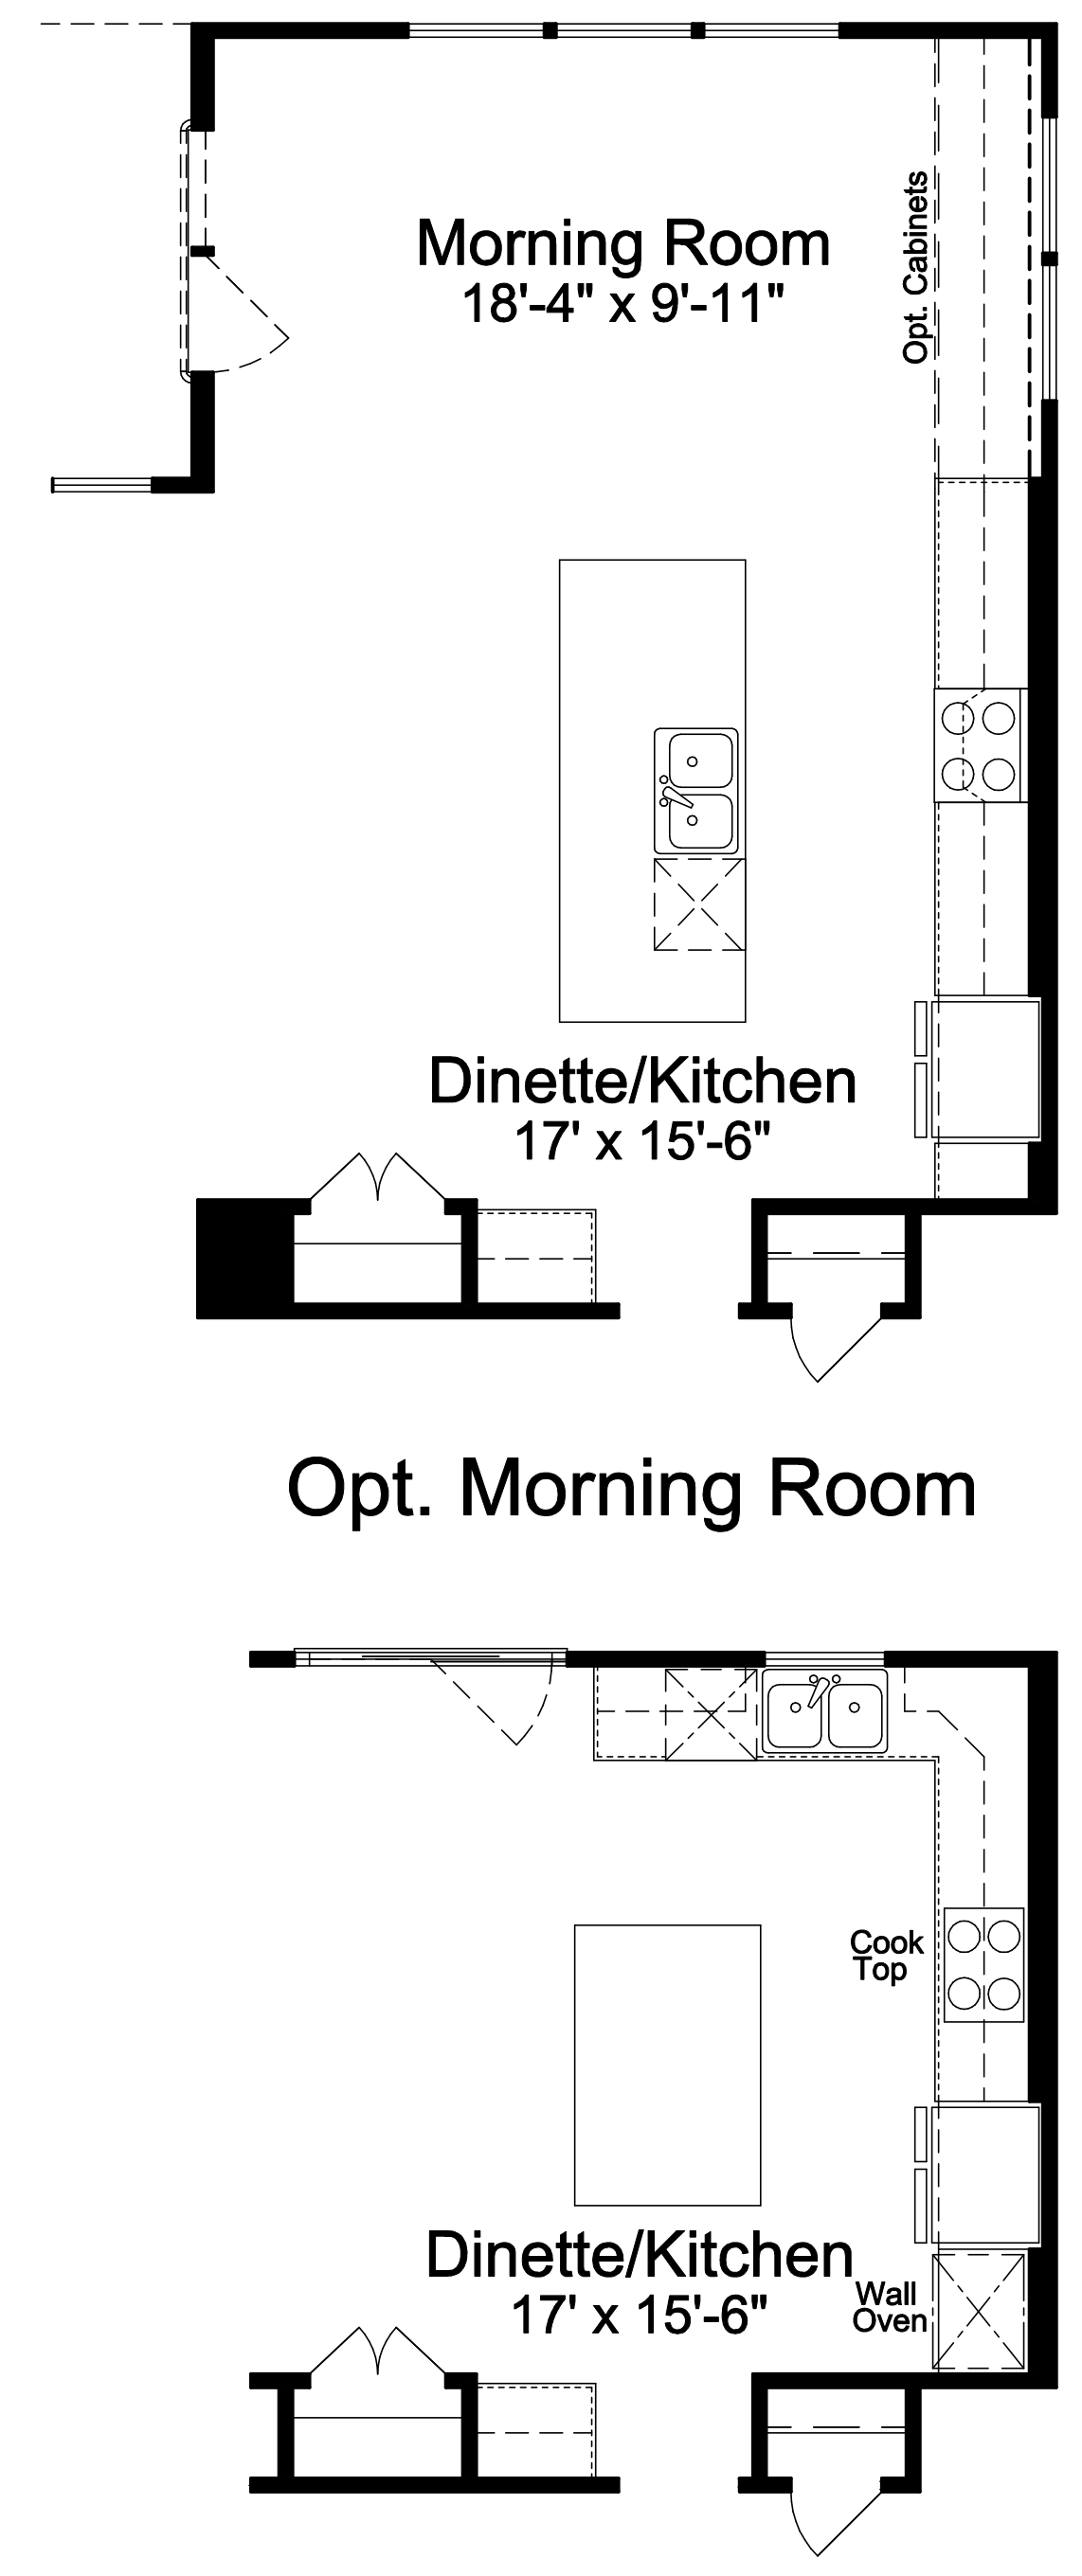 Morning Room
18'-4" x 9'-11"
Opt. Cabinets
Dinette/Kitchen
17' x 15'-6"
Opt. Morning Room
Cook
Top
Dinette/Kitchen
17' x 15'-6"
Wall
Oven